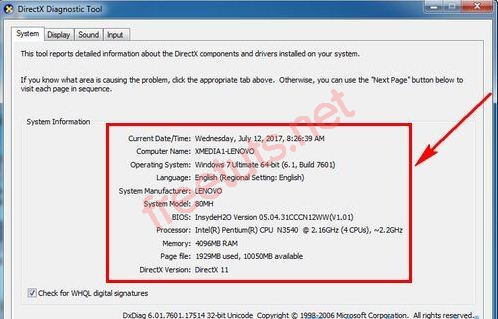 DirectX Diagnostic Tool
System Display Sound Input
This tool reports detailed information about the DirectX components and drivers installed on your system.
If you know what area is causing the problem, click the appropriate tab above. Otherwise, you can use the "Next Page" button below to
visit each page in sequence.
System Information
Current Date/Time: Wednesday, July 12, 2017, 8:26:39 AM
Computer Name: XMEDIA1-LENOVO
Operating System: Windows 7 Ultimate 64-bit (6.1, Build 7601)
Language: English (Regional Setting: English)
System Manufacturer: LENOVO
System Model: 80MH
BIOS: InsydeH2O Version 05.04.31CCCN12WW(V1.01)
Processor: Intel(R) Pentium(R) CPU N3540 @ 2.16GHz (4 CPUs), ~2.2GHz
Memory: 4096MB RAM
Page file: 1929MB used, 10050MB available
DirectX Version: DirectX 11
freetuts.net
Check for WHQL digital signatures
DxDiag 6.01.7601.17514 32-bit Unicode Copyright © 1998-2006 Microsoft Corporation. All rights reserved.